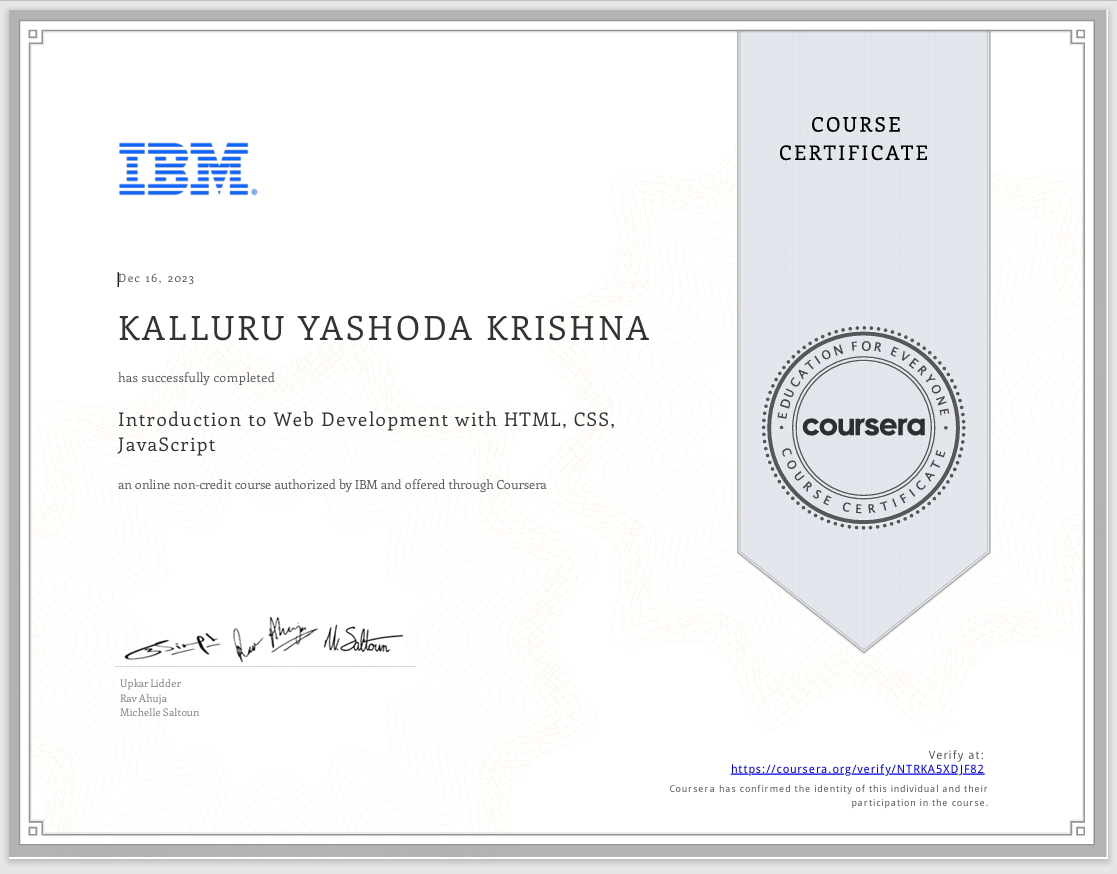 COURSE
CERTIFICATE
IBM®
Dec 16, 2023
KALLURU YASHODA KRISHNA
has successfully completed
Introduction to Web Development with HTML, CSS,
JavaScript
an online non-credit course authorized by IBM and offered through Coursera
EDUCATION FOR EVERYONE
coursera
COURSE CERTIFICATE
M. Saltoun
Upkar Lidder
Rav Ahuja
Michelle Saltoun
Verify at:
https://coursera.org/verify/NTRKA5XDJF82
Coursera has confirmed the identity of this individual and their
participation in the course.